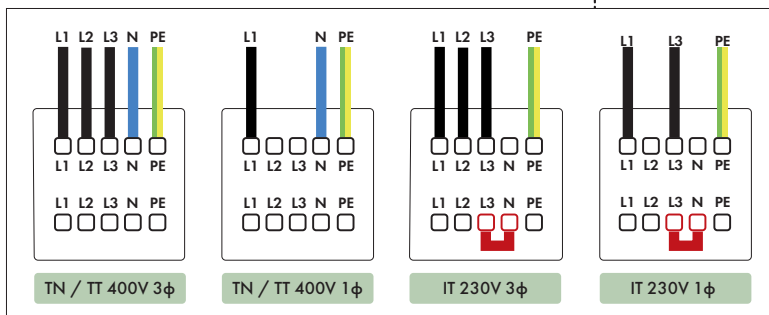 L1 L2 L3 N PE
L1 L2 L3 N PE
L1 L2 L3 N PE
TN / TT 400V 3ϕ
L1 N PE
L1 L2 L3 N PE
L1 L2 L3 N PE
TN / TT 400V 1ϕ
L1 L2 L3 PE
L1 L2 L3 N PE
L1 L2 L3 N PE
IT 230V 3ϕ
L1 L3 PE
L1 L2 L3 N PE
L1 L2 L3 N PE
IT 230V 1ϕ